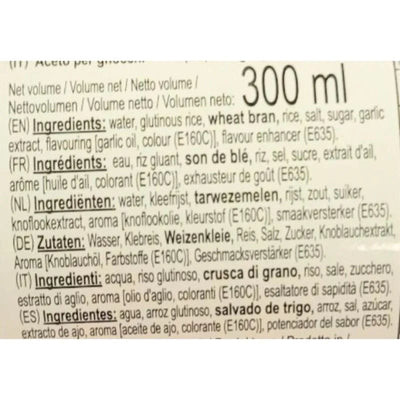 (IT) Aceto per gnocchi
Net volume / Volume net / Netto volume /
Nettovolumen / Volume netto / Volumen neto: 300 ml
(EN) Ingredients: water, glutinous rice, wheat bran, rice, salt, sugar, garlic
extract, flavouring [garlic oil, colour (E160C)], flavour enhancer (E635).
(FR) Ingrédients: eau, riz gluant, son de blé, riz, sel, sucre, extrait d'ail,
arôme [huile d'ail, colorant (E160C)], exhausteur de goût (E635).
(NL) Ingrediënten: water, kleefrijst, tarwezemelen, rijst, zout, suiker,
knoflookextract, aroma [knoflookolie, kleurstof (E160C)], smaakversterker (E635).
(DE) Zutaten: Wasser, Klebreis, Weizenkleie, Reis, Salz, Zucker, Knoblauchextrakt,
Aroma [Knoblauchöl, Farbstoffe (E160C)], Geschmacksverstärker (E635).
(IT) Ingredienti: acqua, riso glutinoso, crusca di grano, riso, sale, zucchero,
estratto di aglio, aroma [olio d'aglio, coloranti (E160C)], esaltatore di sapidità (E635).
(ES) Ingredientes: agua, arroz glutinoso, salvado de trigo, arroz, sal, azúcar,
extracto de ajo, aroma [aceite de ajo, colorante (E160C)], potenciador del sabor (E635).